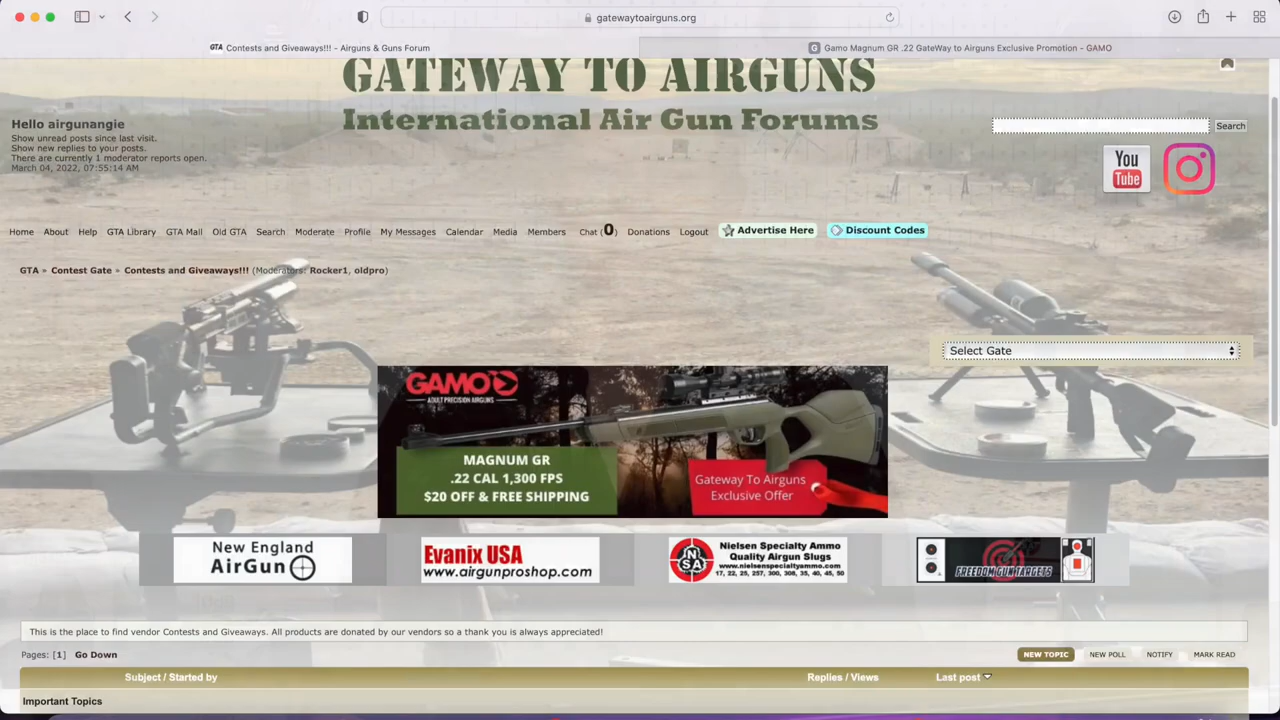 gatewaytoairguns.org
GTA Contests and Giveaways!!! - Airguns & Guns Forum
G Gamo Magnum GR .22 GateWay to Airguns Exclusive Promotion - GAMO
GATEWAY TO AIRGUNS
International Air Gun Forums
Hello airgunangie
Show unread posts since last visit.
Show new replies to your posts.
There are currently 1 moderator reports open.
March 04, 2022, 07:55:14 AM
Search
You
Tube
Home About Help GTA Library GTA Mall Old GTA Search Moderate Profile My Messages Calendar Media Members Chat (0) Donations Logout Advertise Here Discount Codes
GTA » Contest Gate » Contests and Giveaways!!! (Moderators: Rocker1, oldpro)
Select Gate
GAMO
ADULT PRECISION AIRGUNS
MAGNUM GR
.22 CAL 1,300 FPS
$20 OFF & FREE SHIPPING
Gateway To Airguns
Exclusive Offer
New England
AirGun
Evanix USA
www.airgunproshop.com
NSA
Nielsen Specialty Ammo
Quality Airgun Slugs
www.nielsenspecialtyammo.com
17, 22, 25, 257, 300, 308, 35, 40, 45, 50
FREEDOM GUN TARGETS
This is the place to find vendor Contests and Giveaways. All products are donated by our vendors so a thank you is always appreciated!
Pages: [1] Go Down
NEW TOPIC NEW POLL NOTIFY MARK READ
Subject / Started by Replies / Views Last post
Important Topics